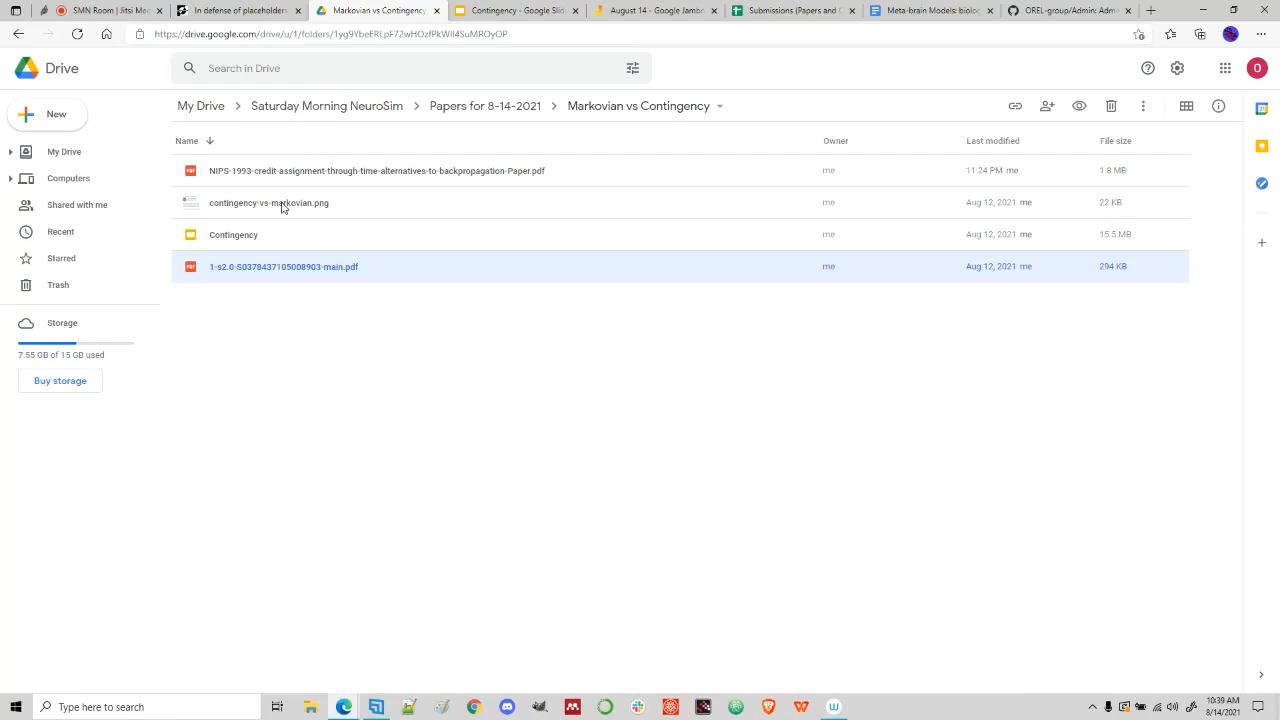 SNM Room | Jitsi Mee
In defense of placeholders
Markovian vs Contingency
Contingency - Google Slid
August 14 - Google Jambo
Submissions (Papers and C
Meta-brain Models: biolog
OREL-group/Admin: Adm
https://drive.google.com/drive/u/1/folders/1yg9YbeERLpF7ZwHOzfPkWIl4SuMROyOP
Drive
Search in Drive
O
New
My Drive
Saturday Morning NeuroSim
Papers for 8-14-2021
Markovian vs Contingency
Name
Owner
Last modified
File size
My Drive
Computers
Shared with me
Recent
Starred
Trash
Storage
7.55 GB of 15 GB used
Buy storage
NIPS-1993-credit-assignment-through-time-alternatives-to-backpropagation-Paper.pdf me 11:24 PM me 1.8 MB
contingency-vs-markovian.png me Aug 12, 2021 me 22 KB
Contingency me Aug 12, 2021 me 15.5 MB
1-s2.0-S0378437105008903-main.pdf me Aug 12, 2021 me 294 KB
Type here to search
10:39 AM
8/14/2021